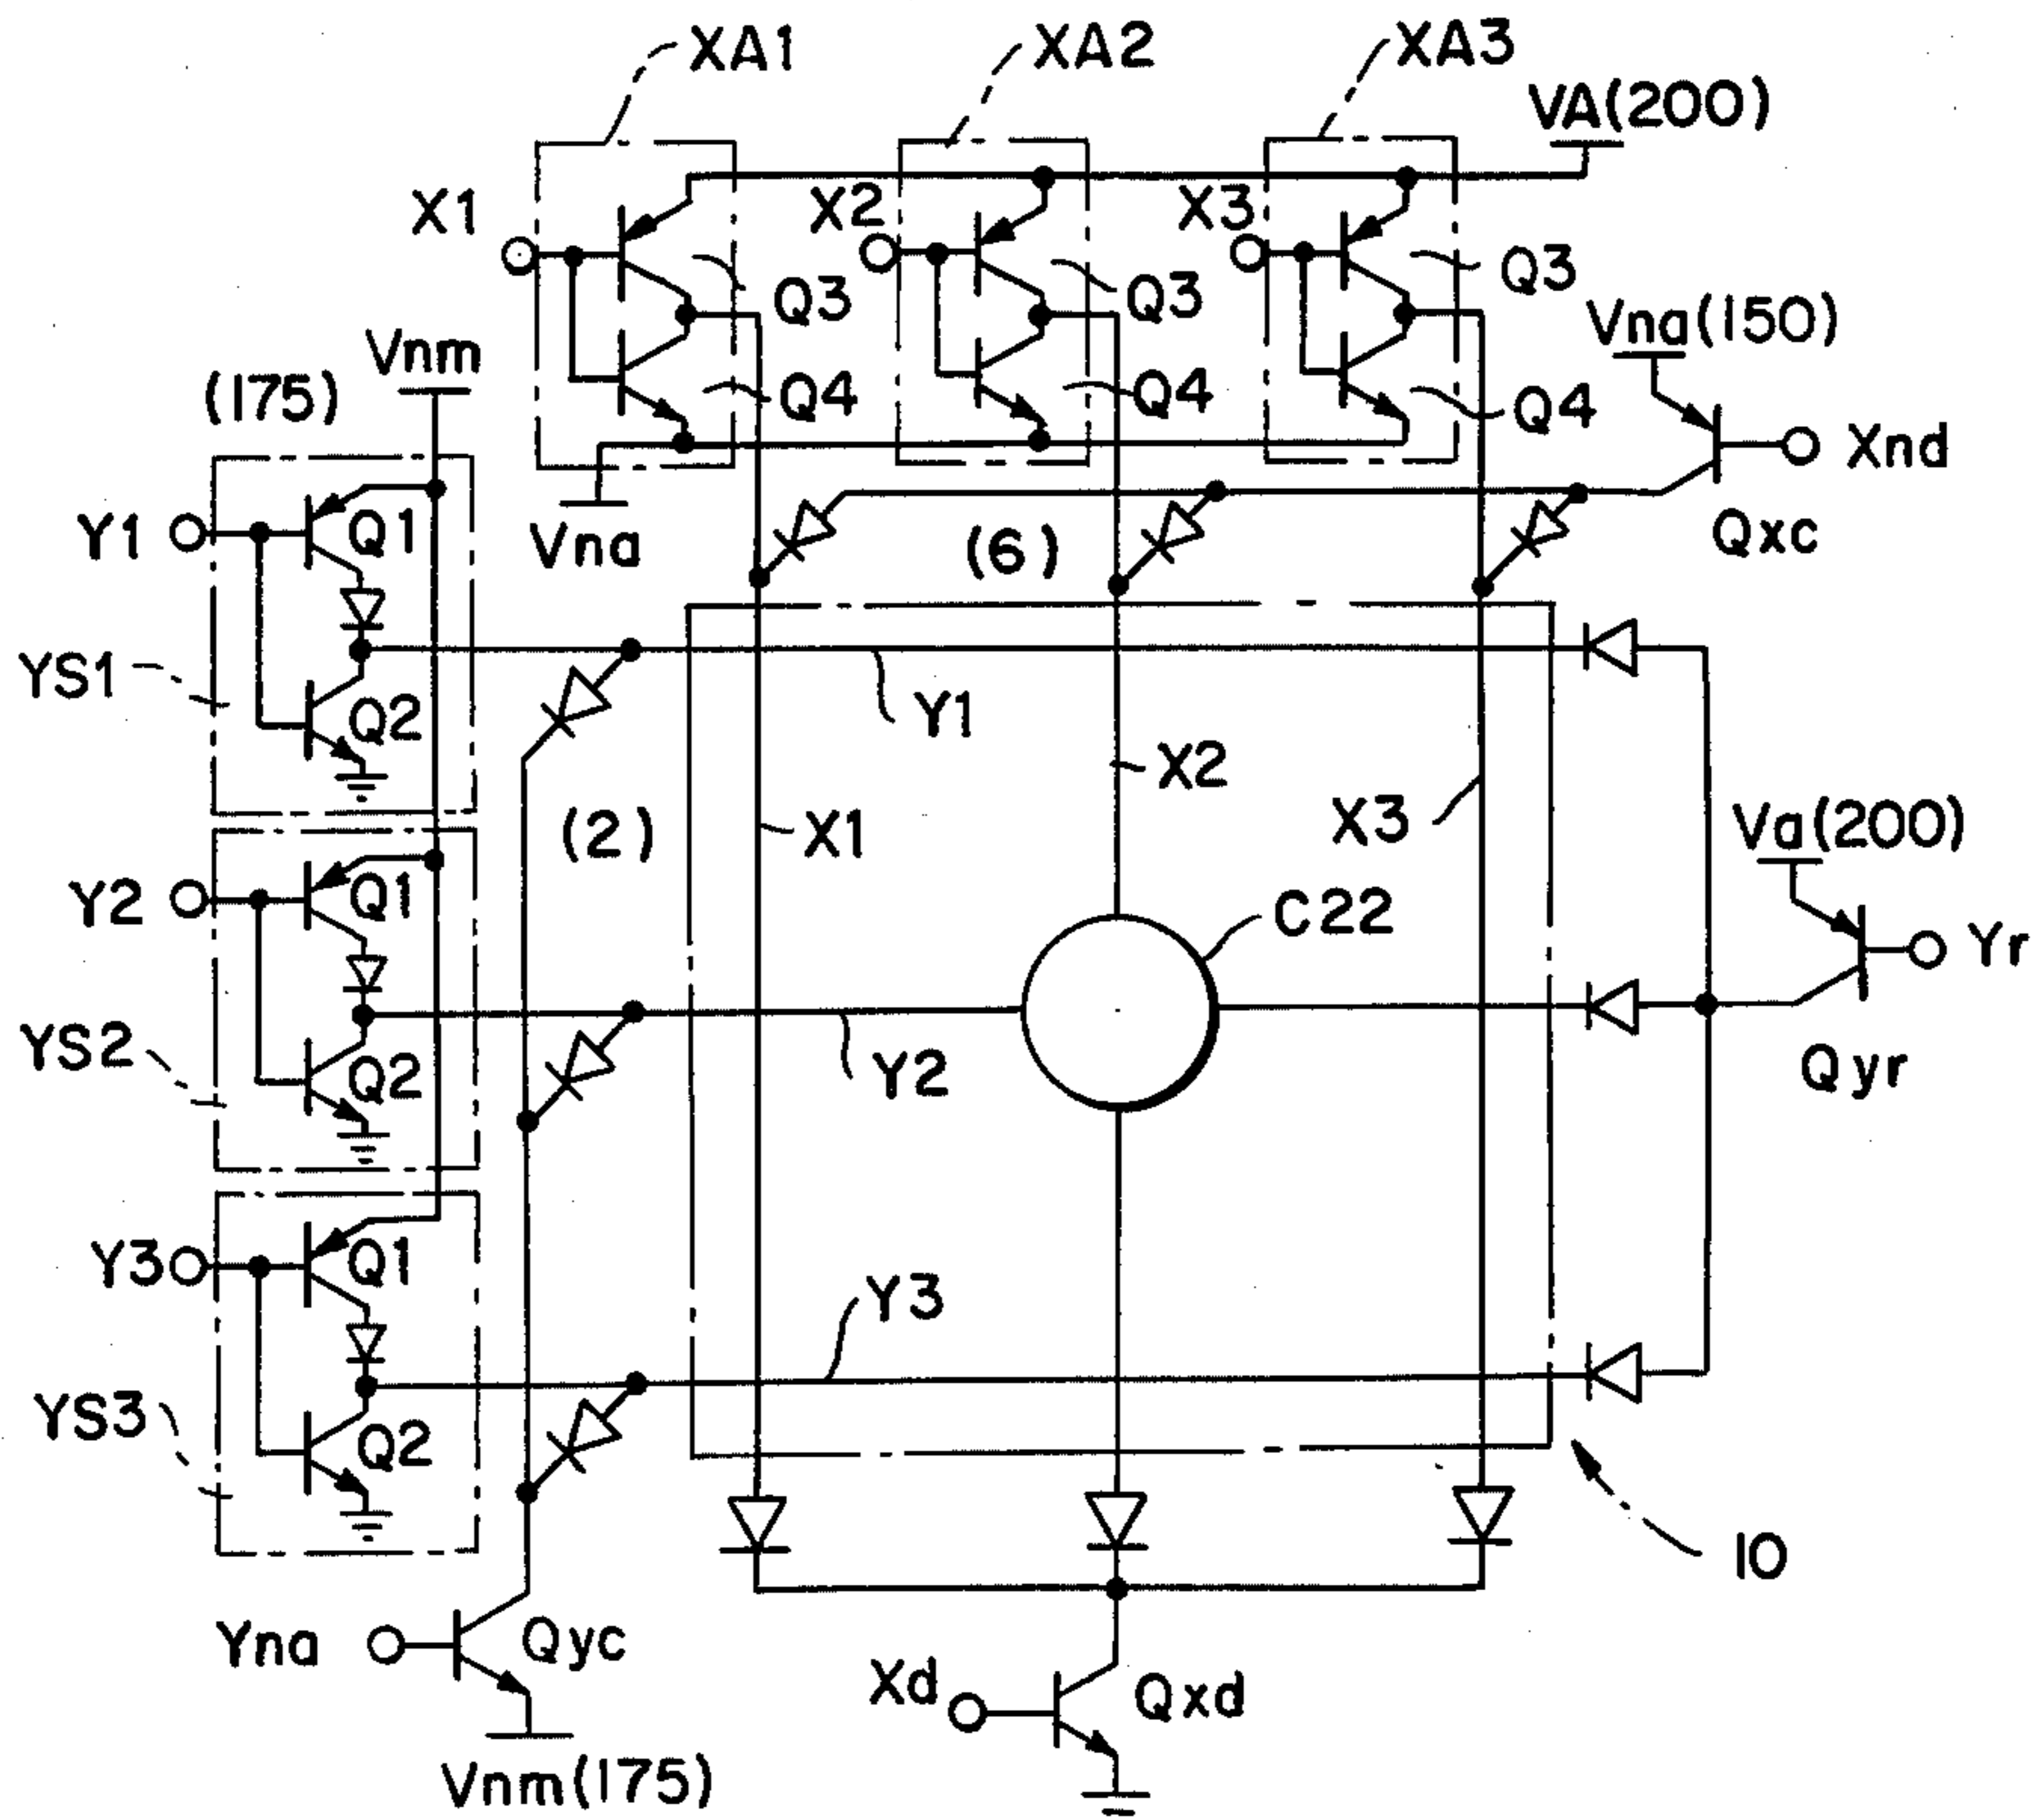 XA1
XA2
XA3
VA(200)
X1
X2
X3
Q3
Q3
Q3
Vna(150)
Vnm
(175)
Q4
Q4
Q4
Xnd
Y1
Q1
Vna
(6)
Qxc
YS1
Q2
Y1
X2
(2)
X1
X3
Va(200)
Y2
Q1
C22
Yr
YS2
Q2
Y2
Qyr
Y3
Q1
Y3
YS3
Q2
10
Yna
Qyc
Xd
Qxd
Vnm(175)